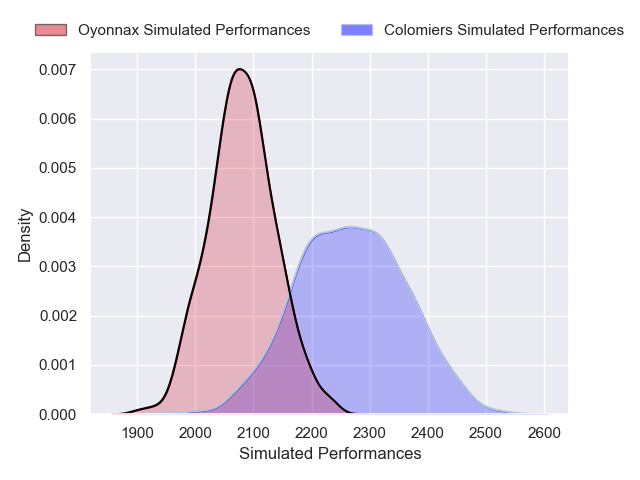 Oyonnax Simulated Performances
Colomiers Simulated Performances
0.007
0.006
0.005
0.004
0.003
0.002
0.001
0.000
Density
1900 2000 2100 2200 2300 2400 2500 2600
Simulated Performances